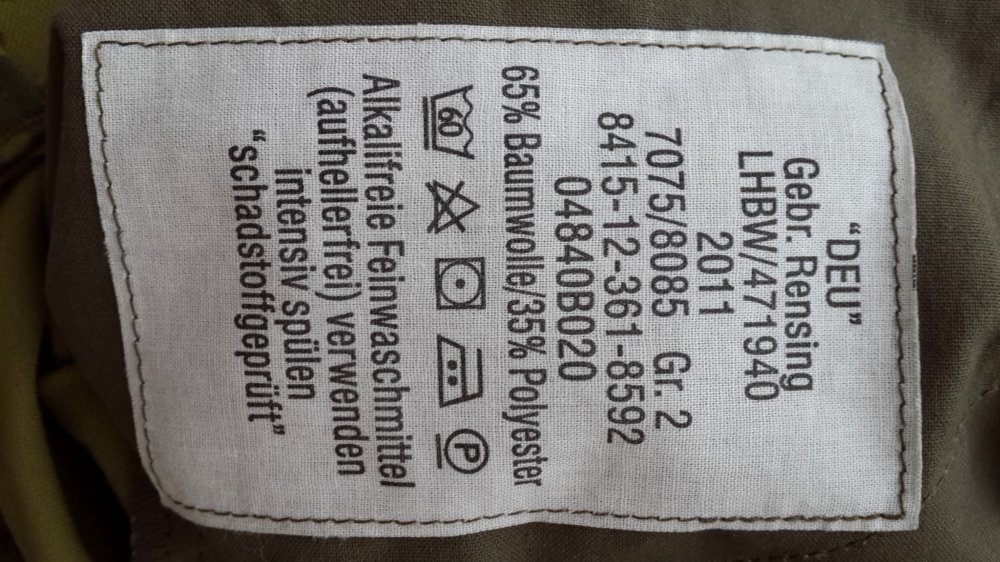 “DEU”
Gebr. Rensing
LHBW/471940
2011
7075/8085 Gr. 2
8415-12-361-8592
04840B020
65% Baumwolle/35% Polyester
60 P
Alkalifreie Feinwaschmittel
(aufhellerfrei) verwenden
intensiv spülen
“schadstoffgeprüft”